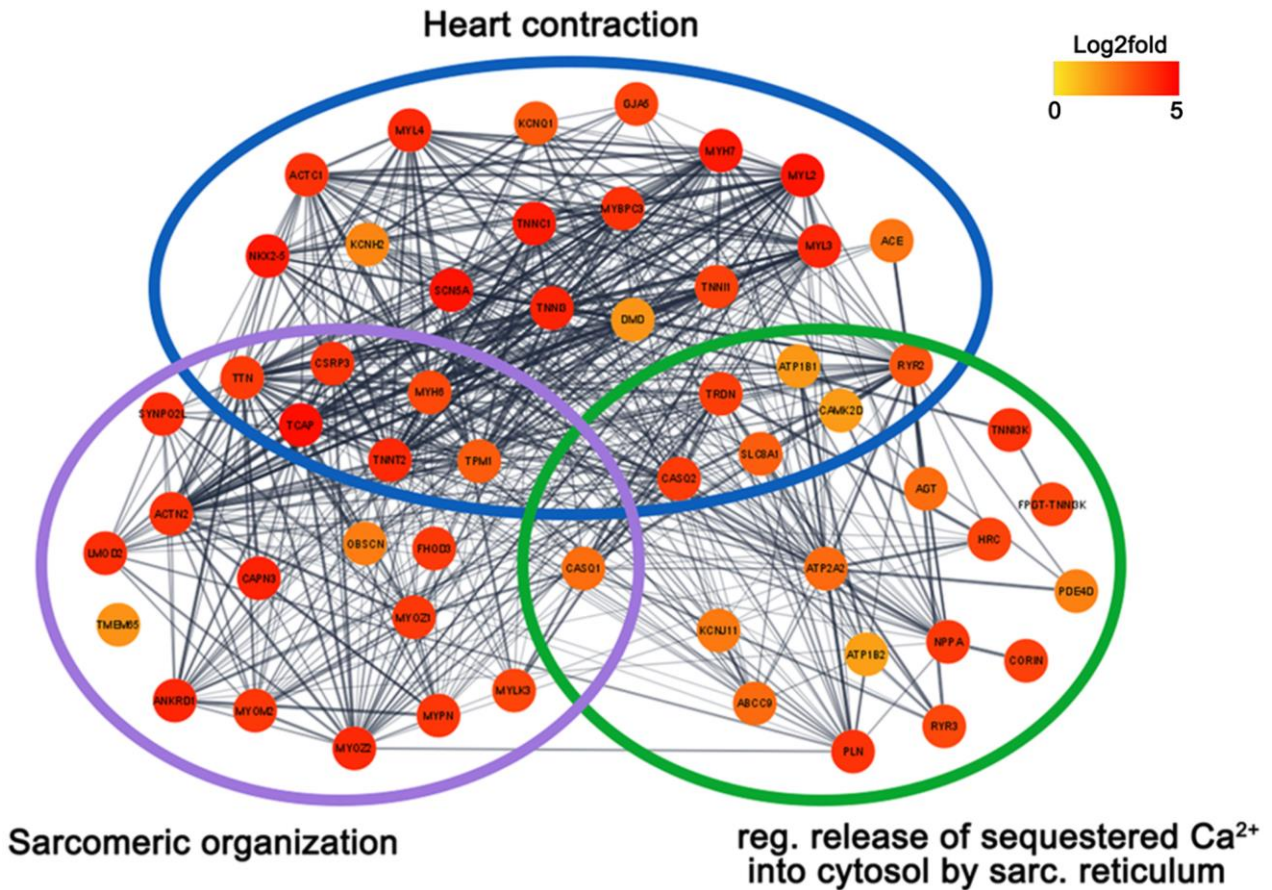 Heart contraction
Log2fold
0 5
GJA5
KCNQ1
MYL4
MYH7
ACTC1
MYL2
MYBPC3
TNNC1
KCNH2
ACE
MYL3
NKX2-5
SCN5A
TNNI1
TNNI3
DMD
CSRP3
ATP1B1
RYR2
TTN
MYH6
TRDN
CAMK2D
SYNPO2L
TCAP
TNNI3K
TNNT2
TPM1
SLC8A1
CASQ2
AGT
FPGT-TNNI3K
ACTN2
OBSCN
FHOD3
HRC
LMOD2
CAPN3
CASQ1
ATP2A2
PDE4D
MYOZ1
TMEM65
KCNJ11
NPPA
ATP1B2
CORIN
ANKRD1
MYOM2
MYLK3
ABCC9
MYPN
RYR3
MYOZ2
PLN
Sarcomeric organization
reg. release of sequestered Ca²⁺
into cytosol by sarc. reticulum